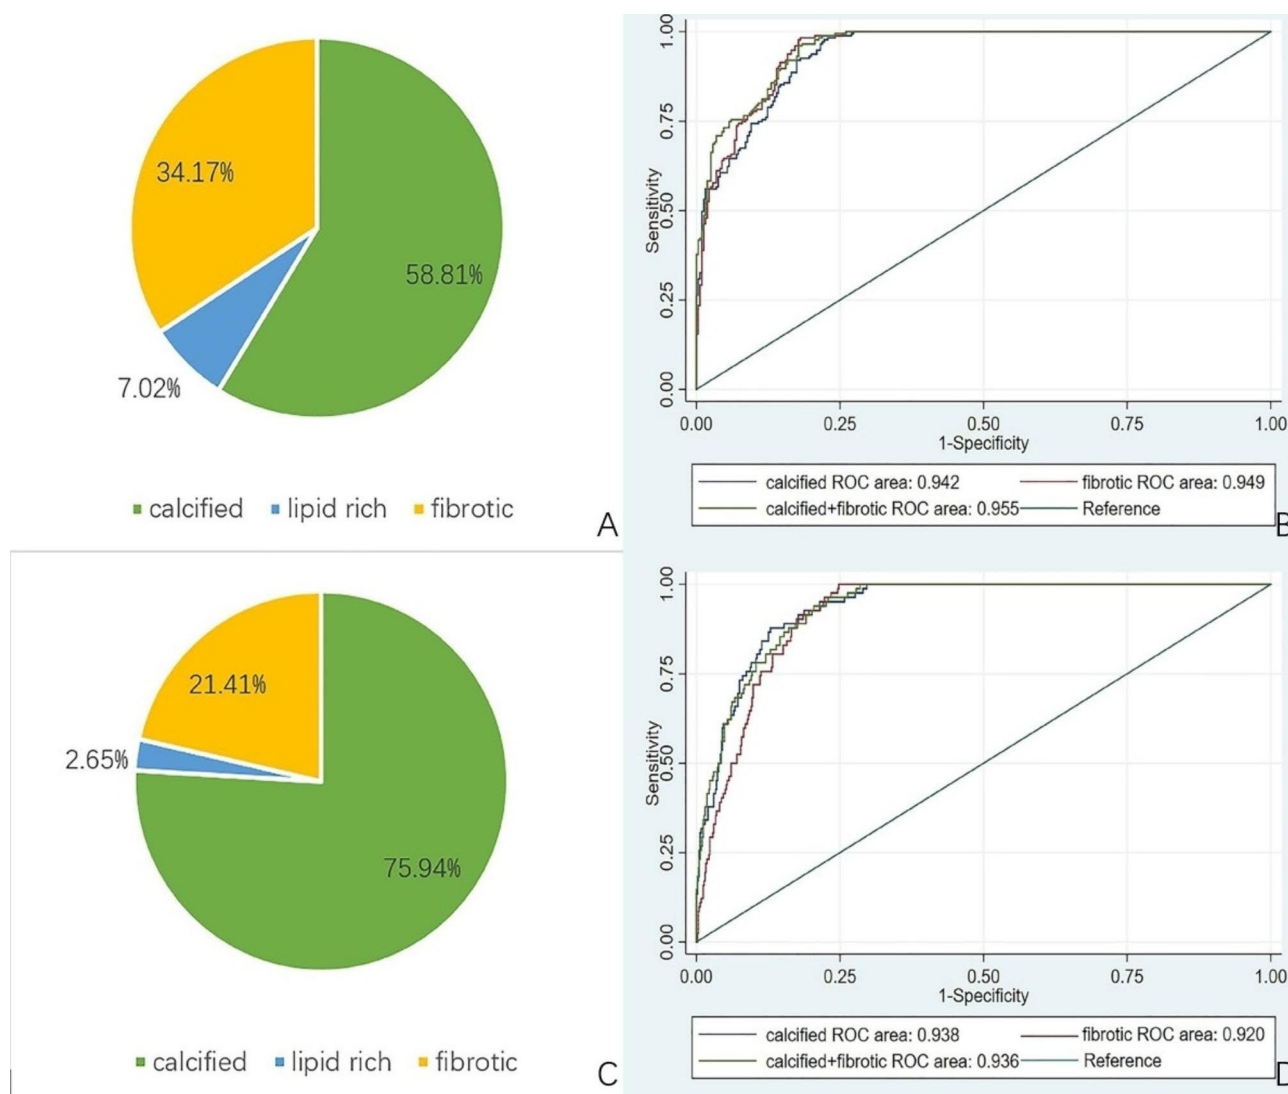 34.17%
58.81%
7.02%
calcified lipid rich fibrotic
A
1.00
0.75
0.50
0.25
0.00
Sensitivity
0.00 0.25 0.50 0.75 1.00
1-Specificity
calcified ROC area: 0.942 fibrotic ROC area: 0.949
calcified+fibrotic ROC area: 0.955 Reference
B
21.41%
2.65%
75.94%
calcified lipid rich fibrotic
C
1.00
0.75
0.50
0.25
0.00
Sensitivity
0.00 0.25 0.50 0.75 1.00
1-Specificity
calcified ROC area: 0.938 fibrotic ROC area: 0.920
calcified+fibrotic ROC area: 0.936 Reference
D